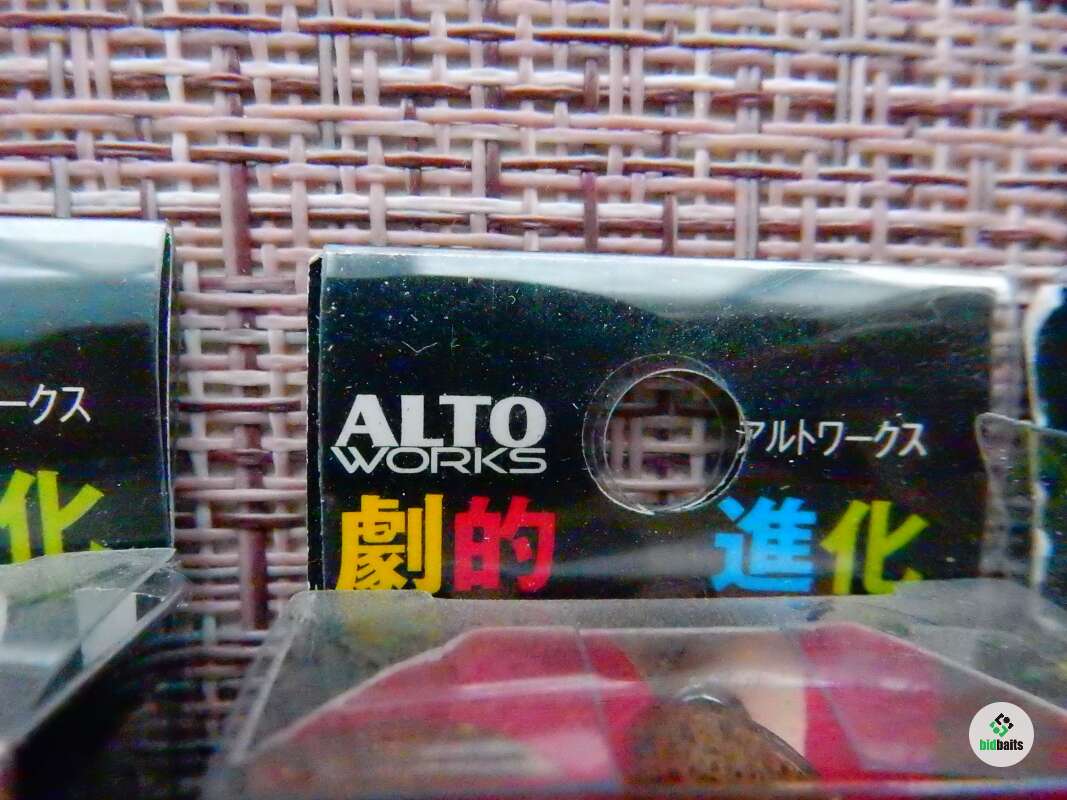 ークス
化
ALTO
WORKS
アルトワークス
劇的 進化
bidbaits